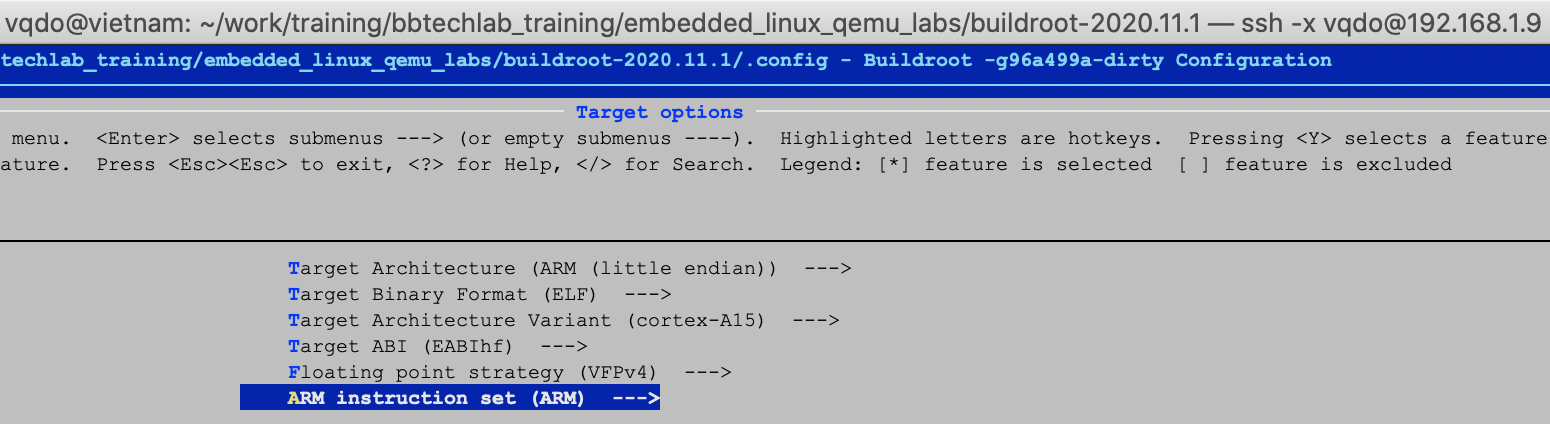 vqdo@vietnam: ~/work/training/bbtechlab_training/embedded_linux_qemu_labs/buildroot-2020.11.1 — ssh -x vqdo@192.168.1.9
techlab_training/embedded_linux_qemu_labs/buildroot-2020.11.1/.config - Buildroot -g96a499a-dirty Configuration
Target options
menu.  <Enter> selects submenus ---> (or empty submenus ----).  Highlighted letters are hotkeys.  Pressing <Y> selects a feature
ature.  Press <Esc><Esc> to exit, <?> for Help, </> for Search.  Legend: [*] feature is selected  [ ] feature is excluded
Target Architecture (ARM (little endian))  --->
Target Binary Format (ELF)  --->
Target Architecture Variant (cortex-A15)  --->
Target ABI (EABIhf)  --->
Floating point strategy (VFPv4)  --->
ARM instruction set (ARM)  --->